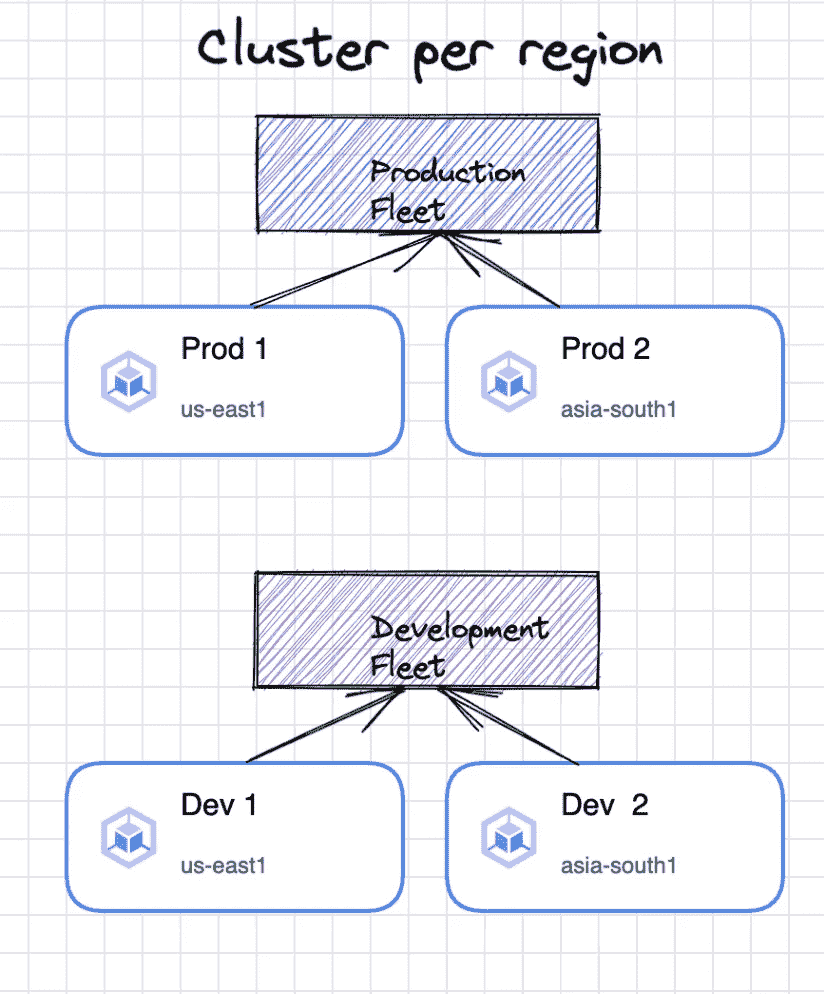 Cluster per region
Production
Fleet
Prod 1
us-east1
Prod 2
asia-south1
Development
Fleet
Dev 1
us-east1
Dev 2
asia-south1